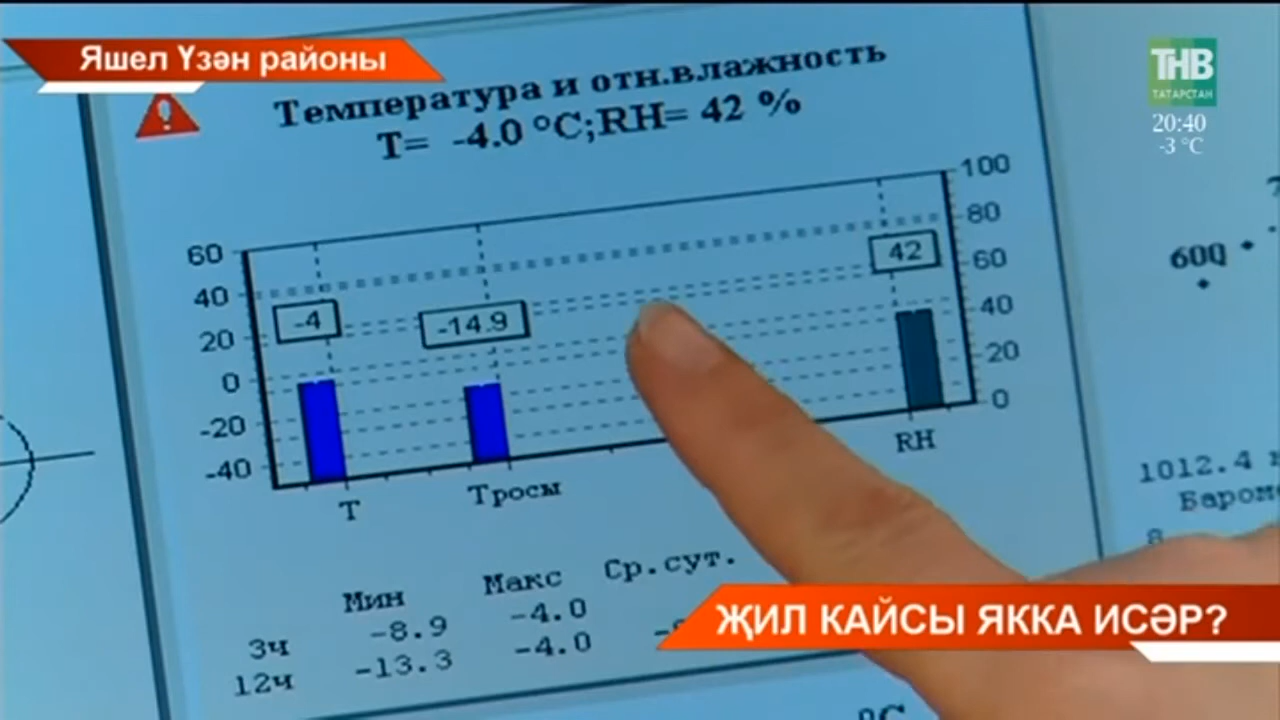 Яшел Үзән районы
ТНВ
ТАТАРСТАН
20:40
-3 °C
Температура и отн.влажность
T= -4.0 °C;RH= 42 %
60
40
20
0
-20
-40
-4
-14.9
42
100
80
60
40
20
0
Т
Тросы
RH
600
1012.4
8
Мин Макс Ср.сут.
3ч -8.9 -4.0
12ч -13.3 -4.0
°C
ҖИЛ КАЙСЫ ЯККА ИСӘР?